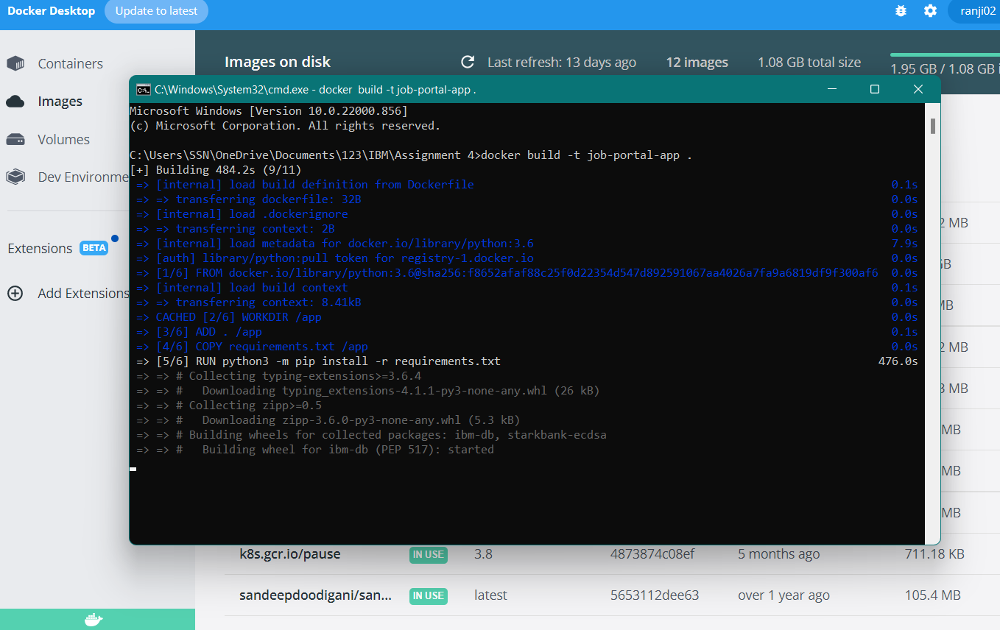 Docker Desktop Update to latest ranji02
Images on disk Last refresh: 13 days ago 12 images 1.08 GB total size
1.95 GB / 1.08 GB
Containers
Images
Volumes
Dev Environme
Extensions BETA
Add Extensions
C:\Windows\System32\cmd.exe - docker build -t job-portal-app .
Microsoft Windows [Version 10.0.22000.856]
(c) Microsoft Corporation. All rights reserved.
C:\Users\SSN\OneDrive\Documents\123\IBM\Assignment 4>docker build -t job-portal-app .
[+] Building 484.2s (9/11)
=> [internal] load build definition from Dockerfile 0.1s
=> => transferring dockerfile: 32B 0.0s
=> [internal] load .dockerignore 0.0s
=> => transferring context: 2B 0.0s
=> [internal] load metadata for docker.io/library/python:3.6 7.9s
=> [auth] library/python:pull token for registry-1.docker.io 0.0s
=> [1/6] FROM docker.io/library/python:3.6@sha256:f8652afaf88c25f0d22354d547d892591067aa4026a7fa9a6819df9f300af6 0.0s
=> [internal] load build context 0.1s
=> => transferring context: 8.41kB 0.0s
=> CACHED [2/6] WORKDIR /app 0.0s
=> [3/6] ADD . /app 0.1s
=> [4/6] COPY requirements.txt /app 0.0s
=> [5/6] RUN python3 -m pip install -r requirements.txt 476.0s
=> => # Collecting typing-extensions>=3.6.4
=> => #   Downloading typing_extensions-4.1.1-py3-none-any.whl (26 kB)
=> => # Collecting zipp>=0.5
=> => #   Downloading zipp-3.6.0-py3-none-any.whl (5.3 kB)
=> => # Building wheels for collected packages: ibm-db, starkbank-ecdsa
=> => #   Building wheel for ibm-db (PEP 517): started
2 MB
GB
MB
2 MB
3 MB
MB
MB
MB
k8s.gcr.io/pause IN USE 3.8 4873874c08ef 5 months ago 711.18 KB
sandeepdoodigani/san... IN USE latest 5653112dee63 over 1 year ago 105.4 MB